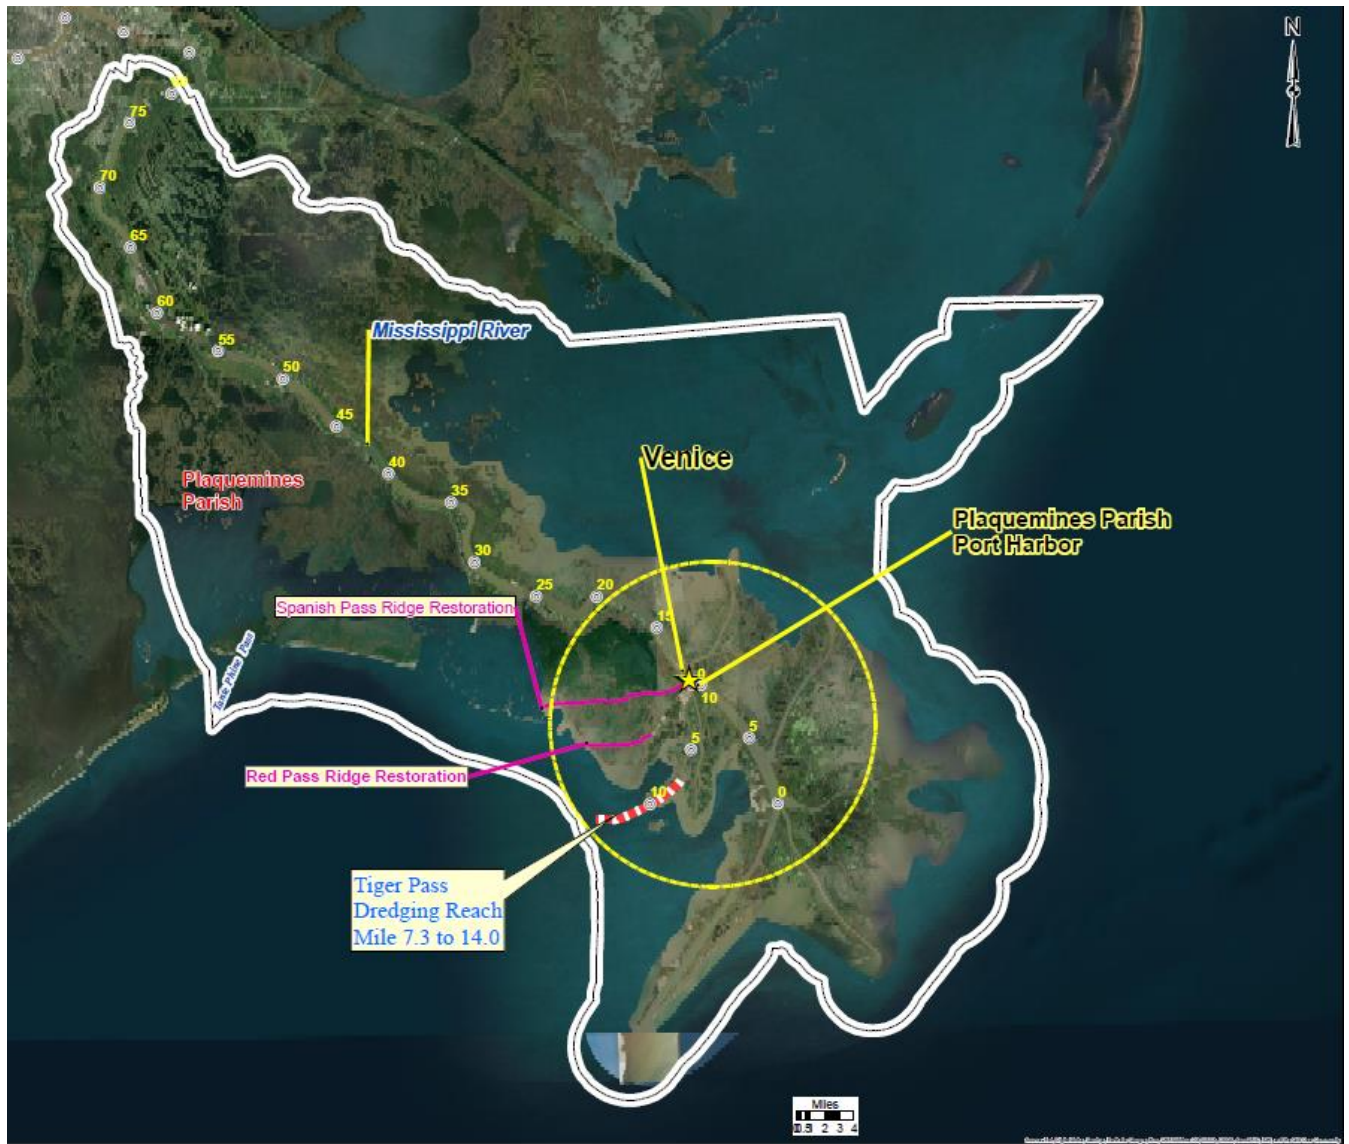 N
75
70
65
60
55
50
45
40
35
30
25
20
15
10
5
5
0
10
Mississippi River
Venice
Plaquemines
Parish
Plaquemines Parish
Port Harbor
Spanish Pass Ridge Restoration
Pass
Red Pass Ridge Restoration
Tiger Pass
Dredging Reach
Mile 7.3 to 14.0
Miles
2 3 4